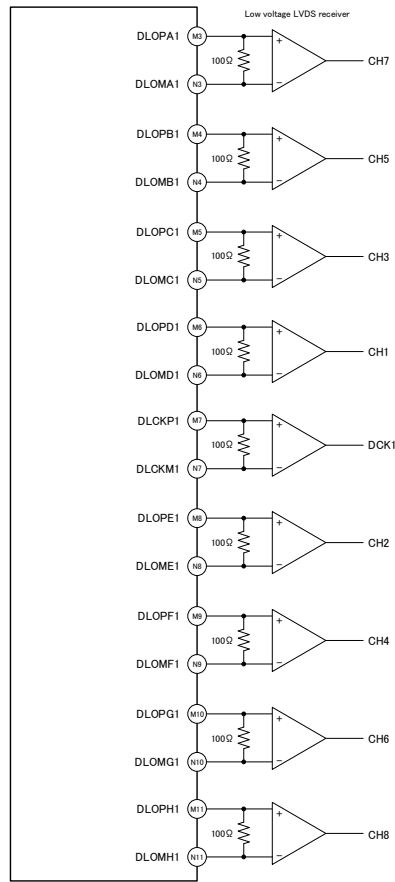 Low voltage LVDS receiver
DLOPA1 M3
100Ω + − CH7
DLOMA1 N3
DLOPB1 M4
100Ω + − CH5
DLOMB1 N4
DLOPC1 M5
100Ω + − CH3
DLOMC1 N5
DLOPD1 M6
100Ω + − CH1
DLOMD1 N6
DLCKP1 M7
100Ω + − DCK1
DLCKM1 N7
DLOPE1 M8
100Ω + − CH2
DLOME1 N8
DLOPF1 M9
100Ω + − CH4
DLOMF1 N9
DLOPG1 M10
100Ω + − CH6
DLOMG1 N10
DLOPH1 M11
100Ω + − CH8
DLOMH1 N11